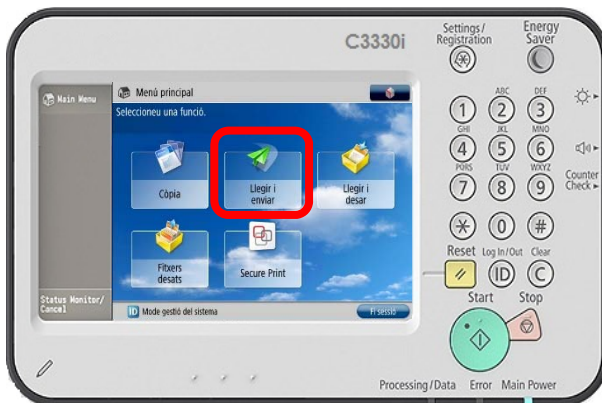 C3330i
Settings/
Registration
Energy
Saver
Main Menu
Menú principal
Seleccioneu una funció.
Còpia
Llegir i
enviar
Llegir i
desar
Fitxers
desats
Secure Print
Status Monitor/
Cancel
ID Mode gestió del sistema
Fi sessió
ABC DEF
1 2 3
GHI JKL MNO
4 5 6
PQRS TUV WXYZ
7 8 9
Counter
Check
* 0 #
Reset Log In/Out Clear
ID C
Start Stop
Processing/Data Error Main Power